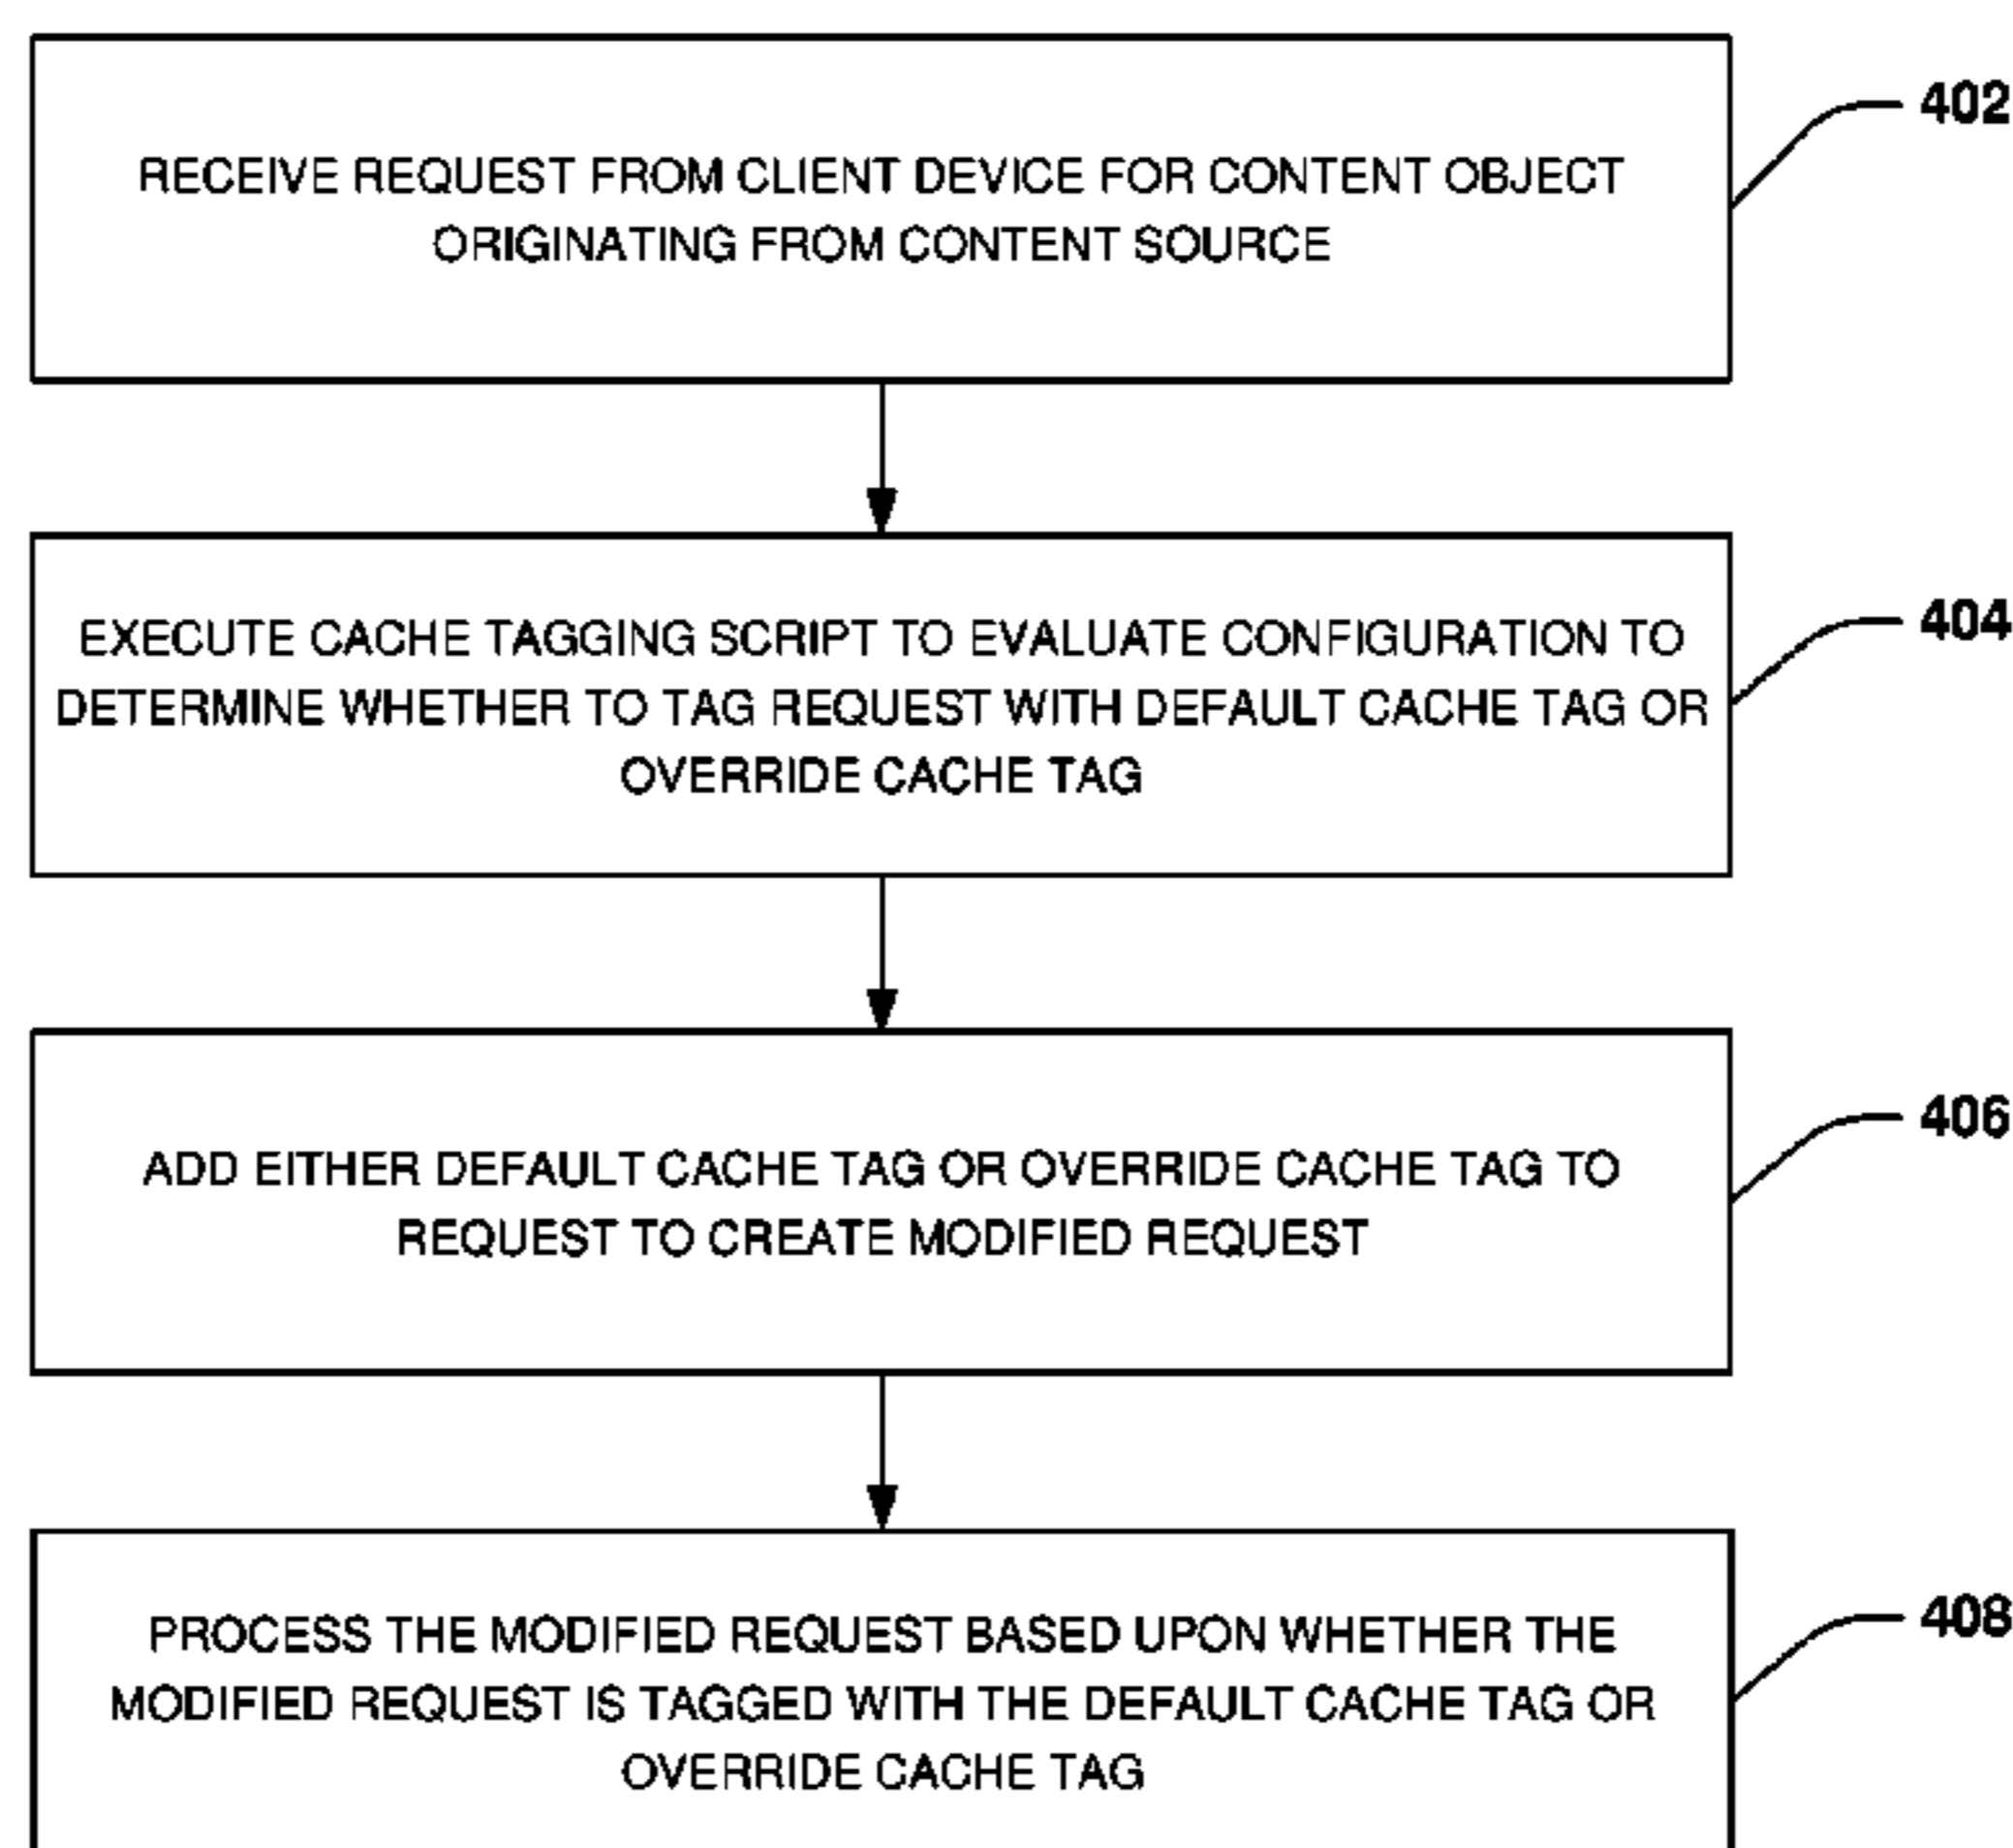 RECEIVE REQUEST FROM CLIENT DEVICE FOR CONTENT OBJECT
ORIGINATING FROM CONTENT SOURCE
402
EXECUTE CACHE TAGGING SCRIPT TO EVALUATE CONFIGURATION TO
DETERMINE WHETHER TO TAG REQUEST WITH DEFAULT CACHE TAG OR
OVERRIDE CACHE TAG
404
ADD EITHER DEFAULT CACHE TAG OR OVERRIDE CACHE TAG TO
REQUEST TO CREATE MODIFIED REQUEST
406
PROCESS THE MODIFIED REQUEST BASED UPON WHETHER THE
MODIFIED REQUEST IS TAGGED WITH THE DEFAULT CACHE TAG OR
OVERRIDE CACHE TAG
408